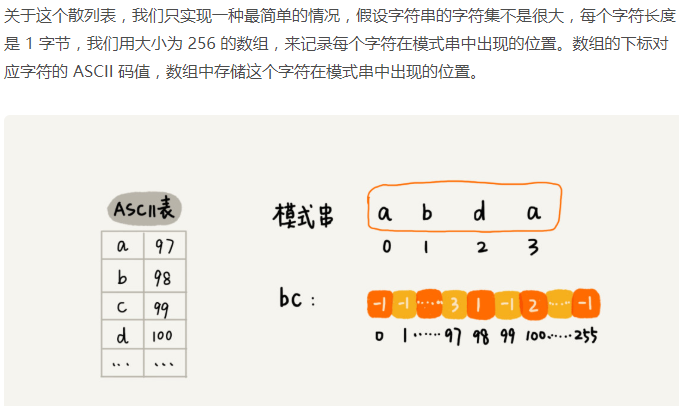 关于这个散列表，我们只实现一种最简单的情况，假设字符串的字符集不是很大，每个字符长度
是 1 字节，我们用大小为 256 的数组，来记录每个字符在模式串中出现的位置。数组的下标对
应字符的 ASCII 码值，数组中存储这个字符在模式串中出现的位置。
ASCII表
a 97
b 98
c 99
d 100
... ...
模式串 a b d a
0 1 2 3
bc： -1 -1 ...... 3 1 -1 2 ...... -1
0 1 ...... 97 98 99 100 ...... 255